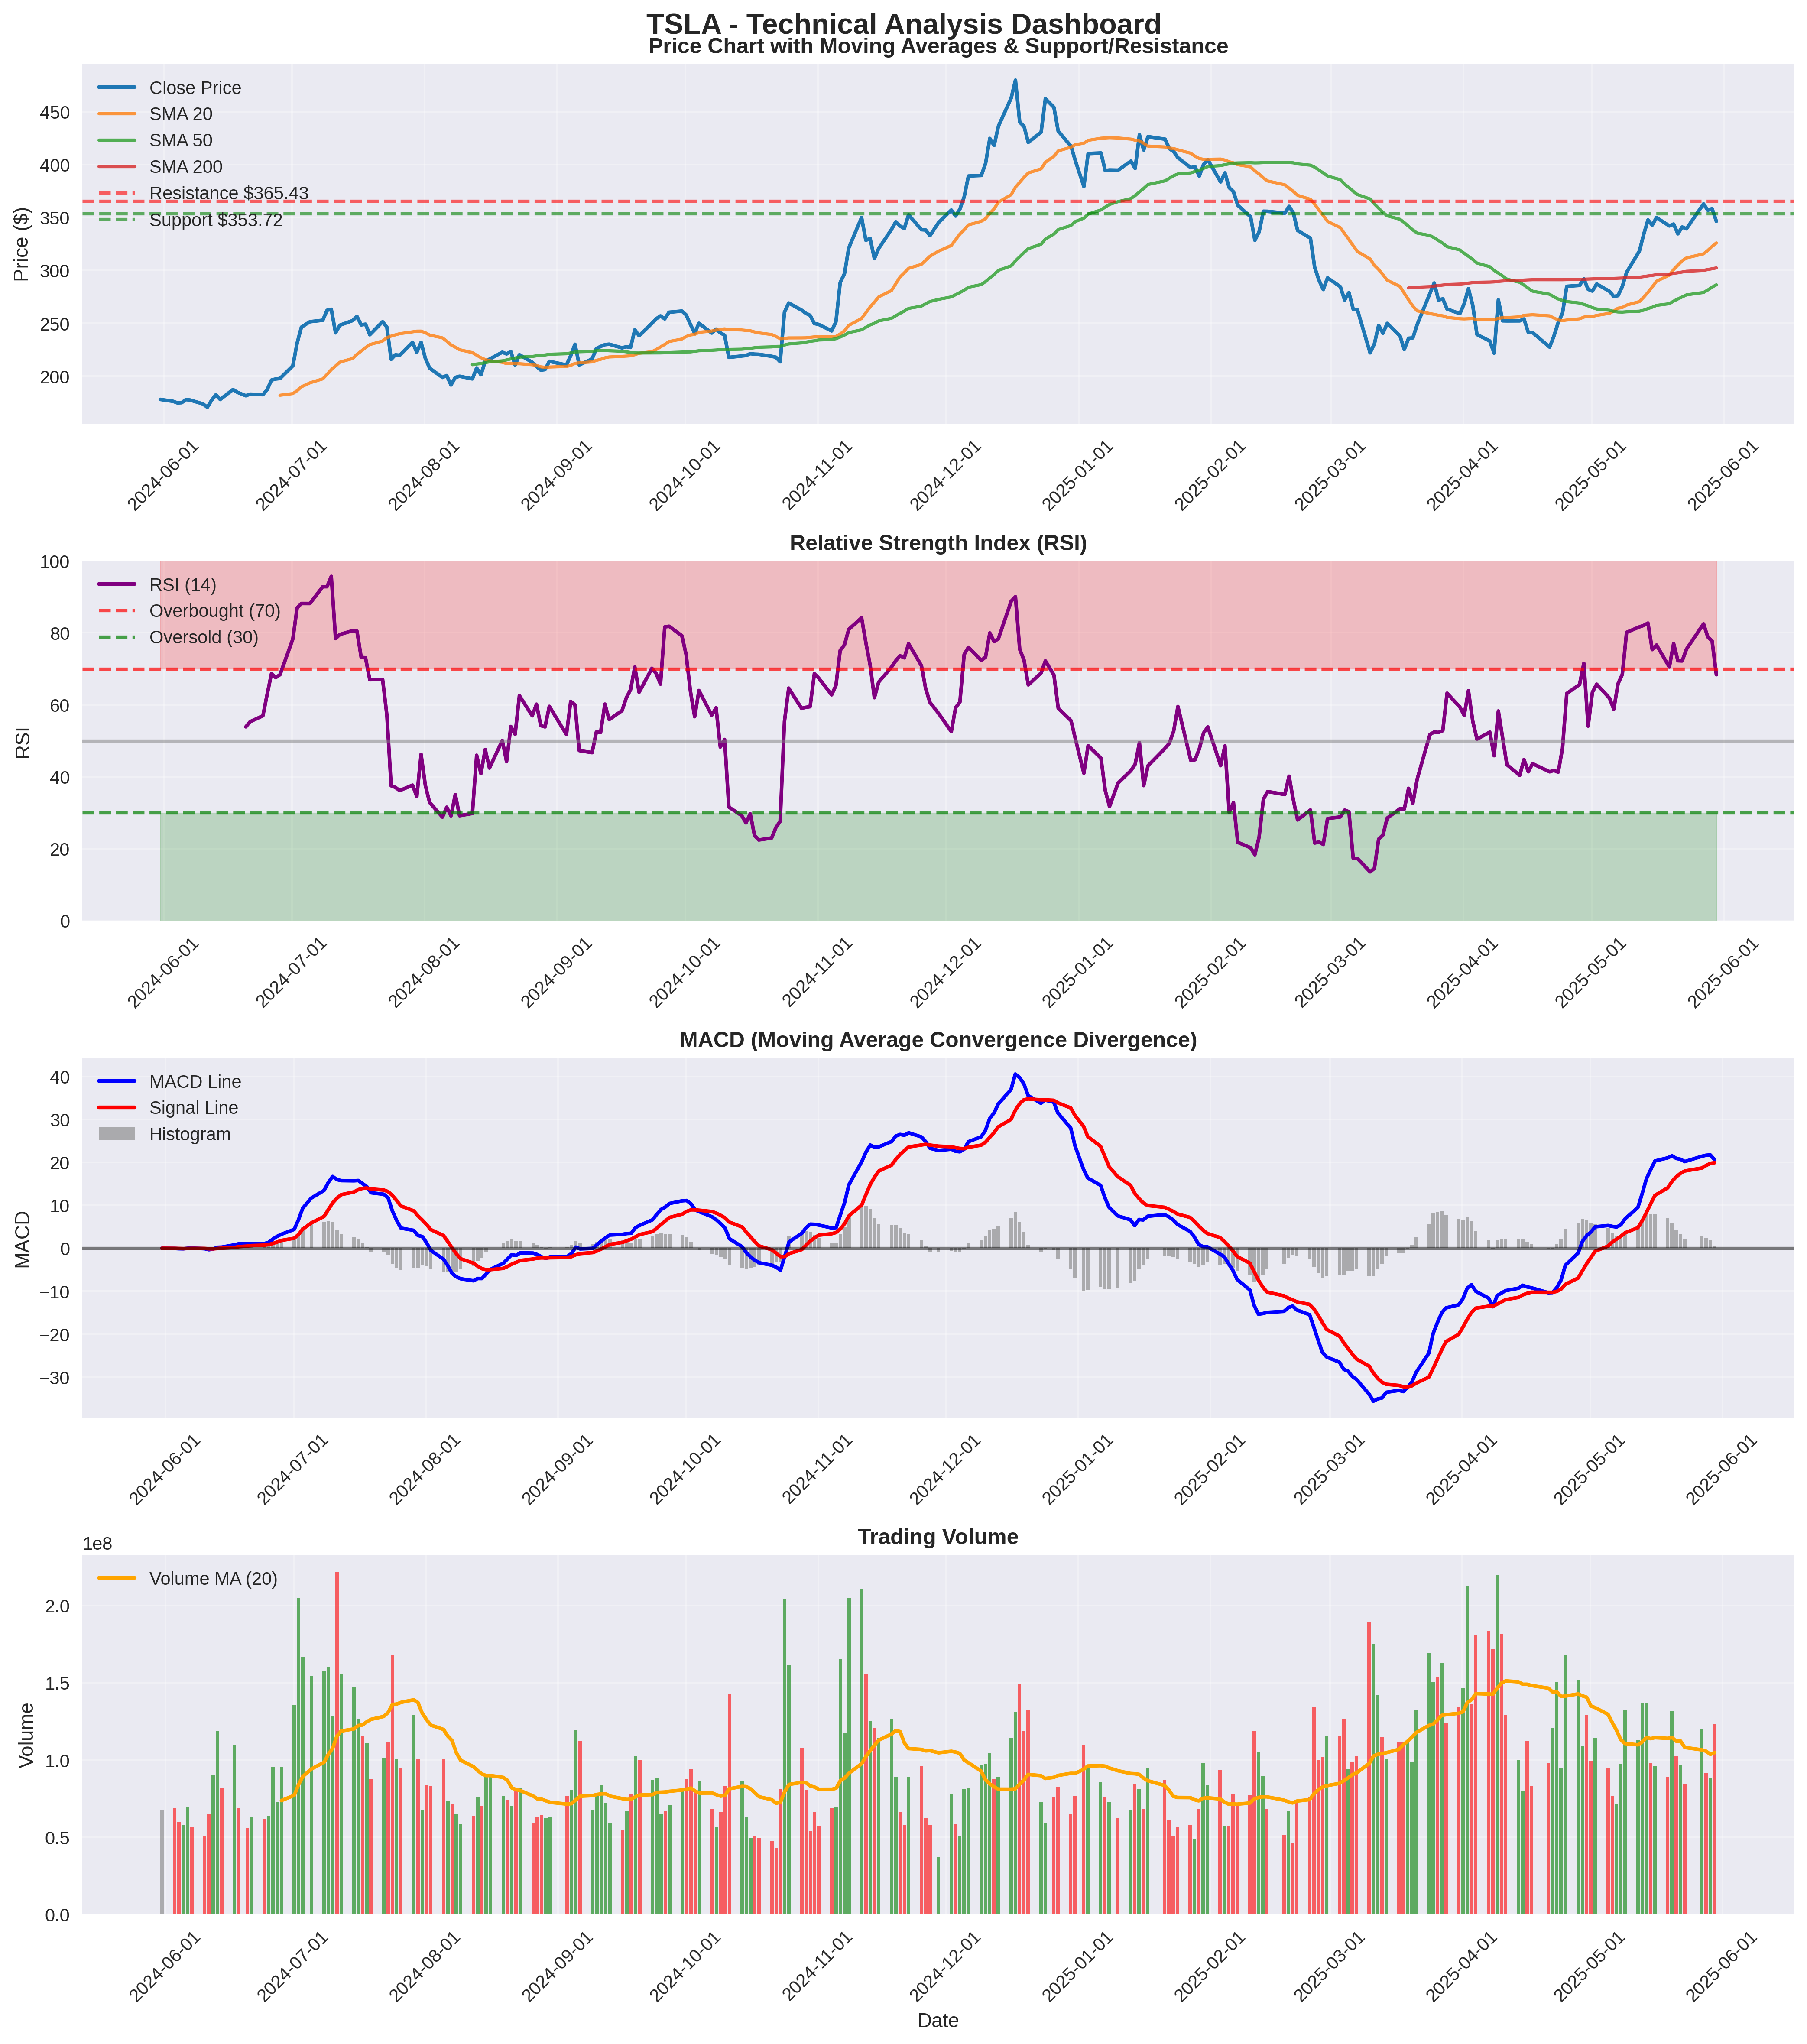 TSLA - Technical Analysis Dashboard
Price Chart with Moving Averages & Support/Resistance
Close Price
SMA 20
SMA 50
SMA 200
Resistance $365.43
Support $353.72
Price ($)
450
400
350
300
250
200
2024-06-01 2024-07-01 2024-08-01 2024-09-01 2024-10-01 2024-11-01 2024-12-01 2025-01-01 2025-02-01 2025-03-01 2025-04-01 2025-05-01 2025-06-01
Relative Strength Index (RSI)
RSI (14)
Overbought (70)
Oversold (30)
RSI
100
80
60
40
20
0
2024-06-01 2024-07-01 2024-08-01 2024-09-01 2024-10-01 2024-11-01 2024-12-01 2025-01-01 2025-02-01 2025-03-01 2025-04-01 2025-05-01 2025-06-01
MACD (Moving Average Convergence Divergence)
MACD Line
Signal Line
Histogram
MACD
40
30
20
10
0
−10
−20
−30
2024-06-01 2024-07-01 2024-08-01 2024-09-01 2024-10-01 2024-11-01 2024-12-01 2025-01-01 2025-02-01 2025-03-01 2025-04-01 2025-05-01 2025-06-01
Trading Volume
1e8
Volume MA (20)
Volume
2.0
1.5
1.0
0.5
0.0
2024-06-01 2024-07-01 2024-08-01 2024-09-01 2024-10-01 2024-11-01 2024-12-01 2025-01-01 2025-02-01 2025-03-01 2025-04-01 2025-05-01 2025-06-01
Date